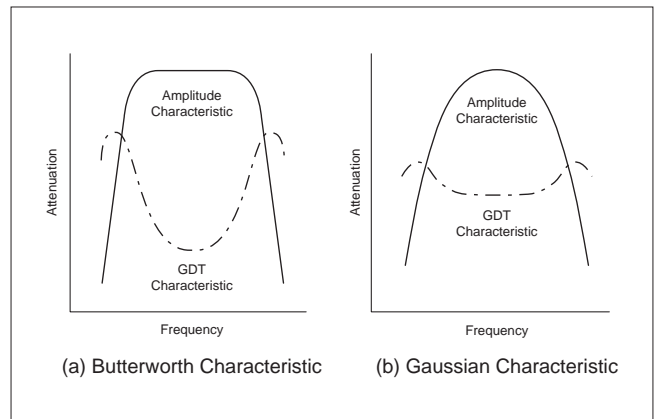 Attenuation
Amplitude
Characteristic
GDT
Characteristic
Frequency
(a) Butterworth Characteristic
Attenuation
Amplitude
Characteristic
GDT
Characteristic
Frequency
(b) Gaussian Characteristic